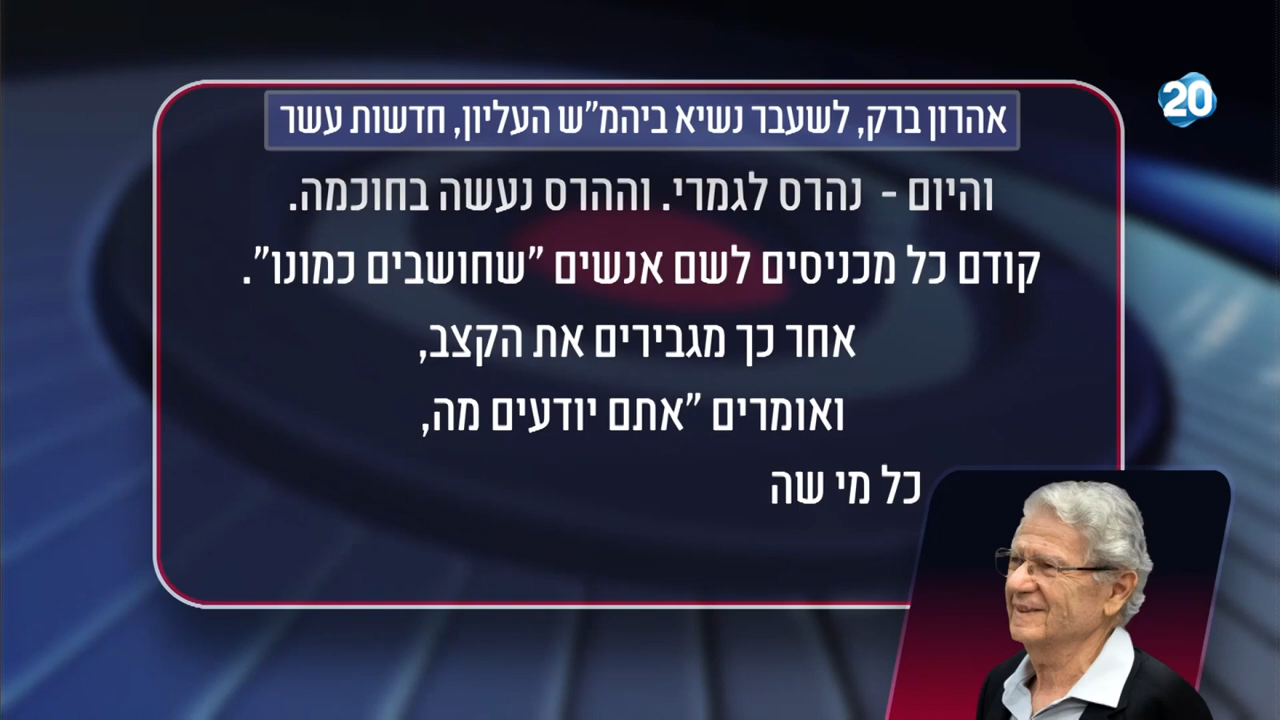 20
אהרון ברק, לשעבר נשיא ביהמ"ש העליון, חדשות עשר
והיום - נהרס לגמרי. וההרס נעשה בחוכמה.
קודם כל מכניסים לשם אנשים "שחושבים כמונו".
אחר כך מגבירים את הקצב,
ואומרים "אתם יודעים מה,
כל מי שה